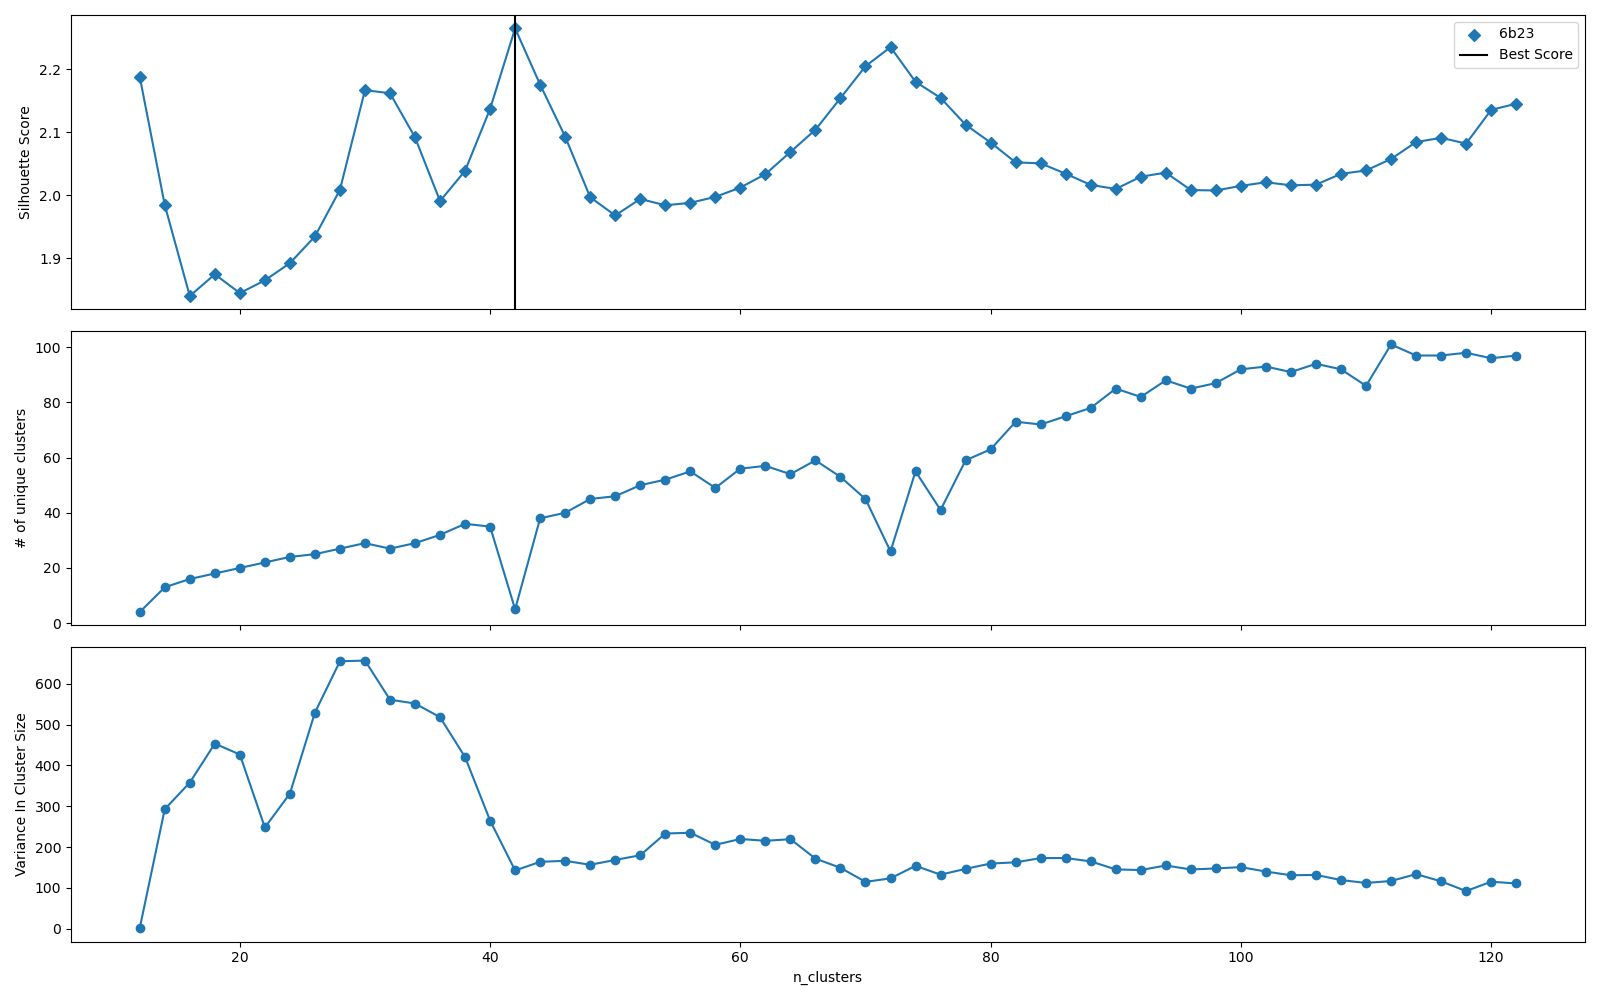 6b23
Best Score
Silhouette Score
2.2
2.1
2.0
1.9
# of unique clusters
100
80
60
40
20
0
Variance In Cluster Size
600
500
400
300
200
100
0
20 40 60 80 100 120
n_clusters